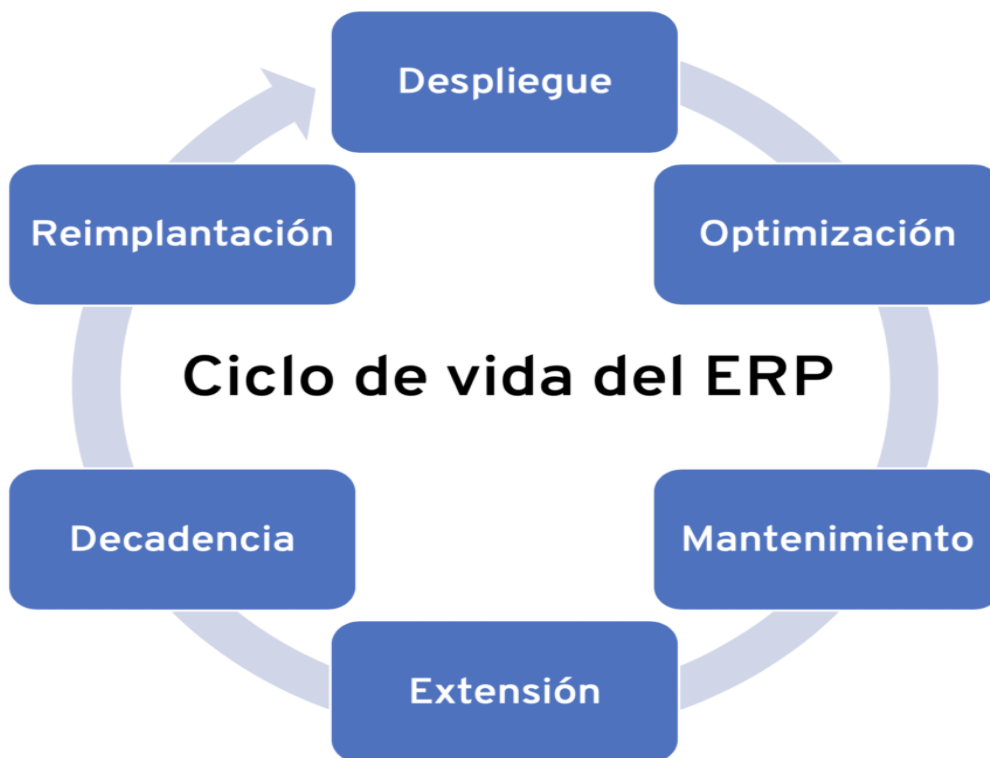 Despliegue
Reimplantación
Optimización
Ciclo de vida del ERP
Decadencia
Mantenimiento
Extensión